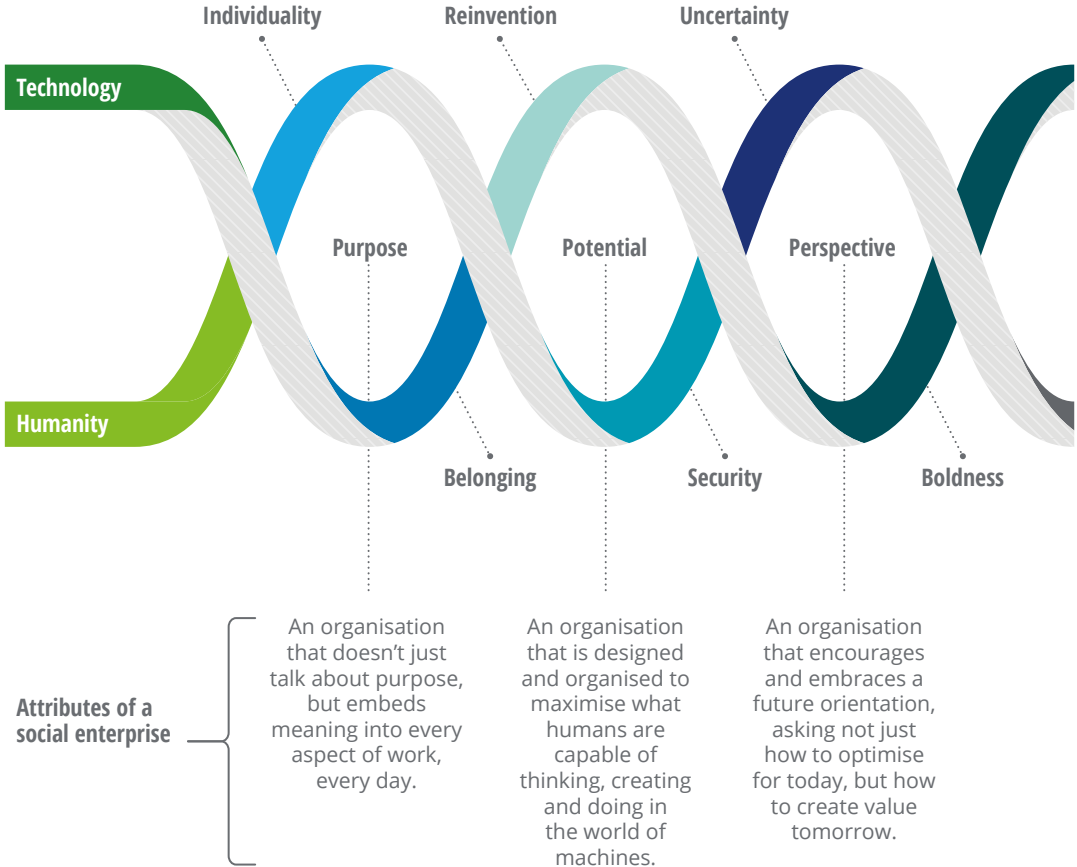 Individuality
Reinvention
Uncertainty
Technology
Purpose
Potential
Perspective
Humanity
Belonging
Security
Boldness
Attributes of a
social enterprise
An organisation
that doesn't just
talk about purpose,
but embeds
meaning into every
aspect of work,
every day.
An organisation
that is designed
and organised to
maximise what
humans are
capable of
thinking, creating
and doing in
the world of
machines.
An organisation
that encourages
and embraces a
future orientation,
asking not just
how to optimise
for today, but how
to create value
tomorrow.